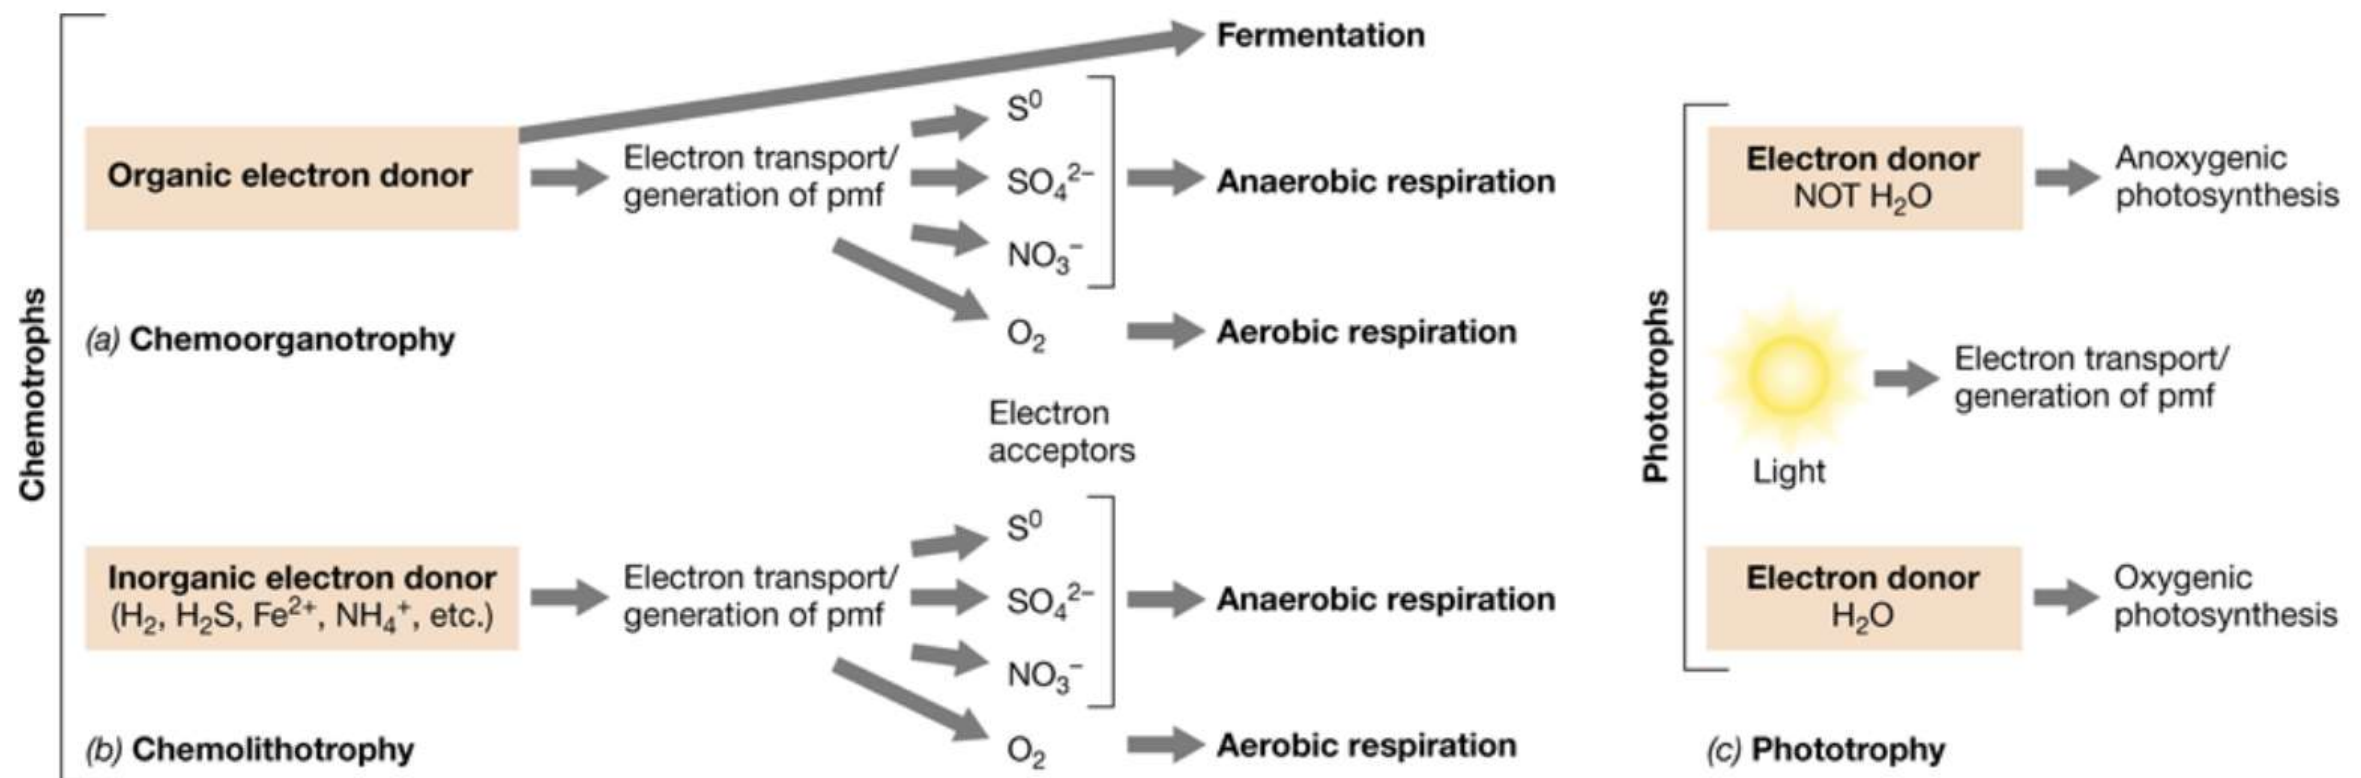 Chemotrophs
Fermentation
Organic electron donor
Electron transport/
generation of pmf
S⁰
SO₄²⁻
NO₃⁻
Anaerobic respiration
O₂
Aerobic respiration
(a) Chemoorganotrophy
Electron
acceptors
Inorganic electron donor
(H₂, H₂S, Fe²⁺, NH₄⁺, etc.)
Electron transport/
generation of pmf
S⁰
SO₄²⁻
NO₃⁻
Anaerobic respiration
O₂
Aerobic respiration
(b) Chemolithotrophy
Phototrophs
Electron donor
NOT H₂O
Anoxygenic
photosynthesis
Light
Electron transport/
generation of pmf
Electron donor
H₂O
Oxygenic
photosynthesis
(c) Phototrophy